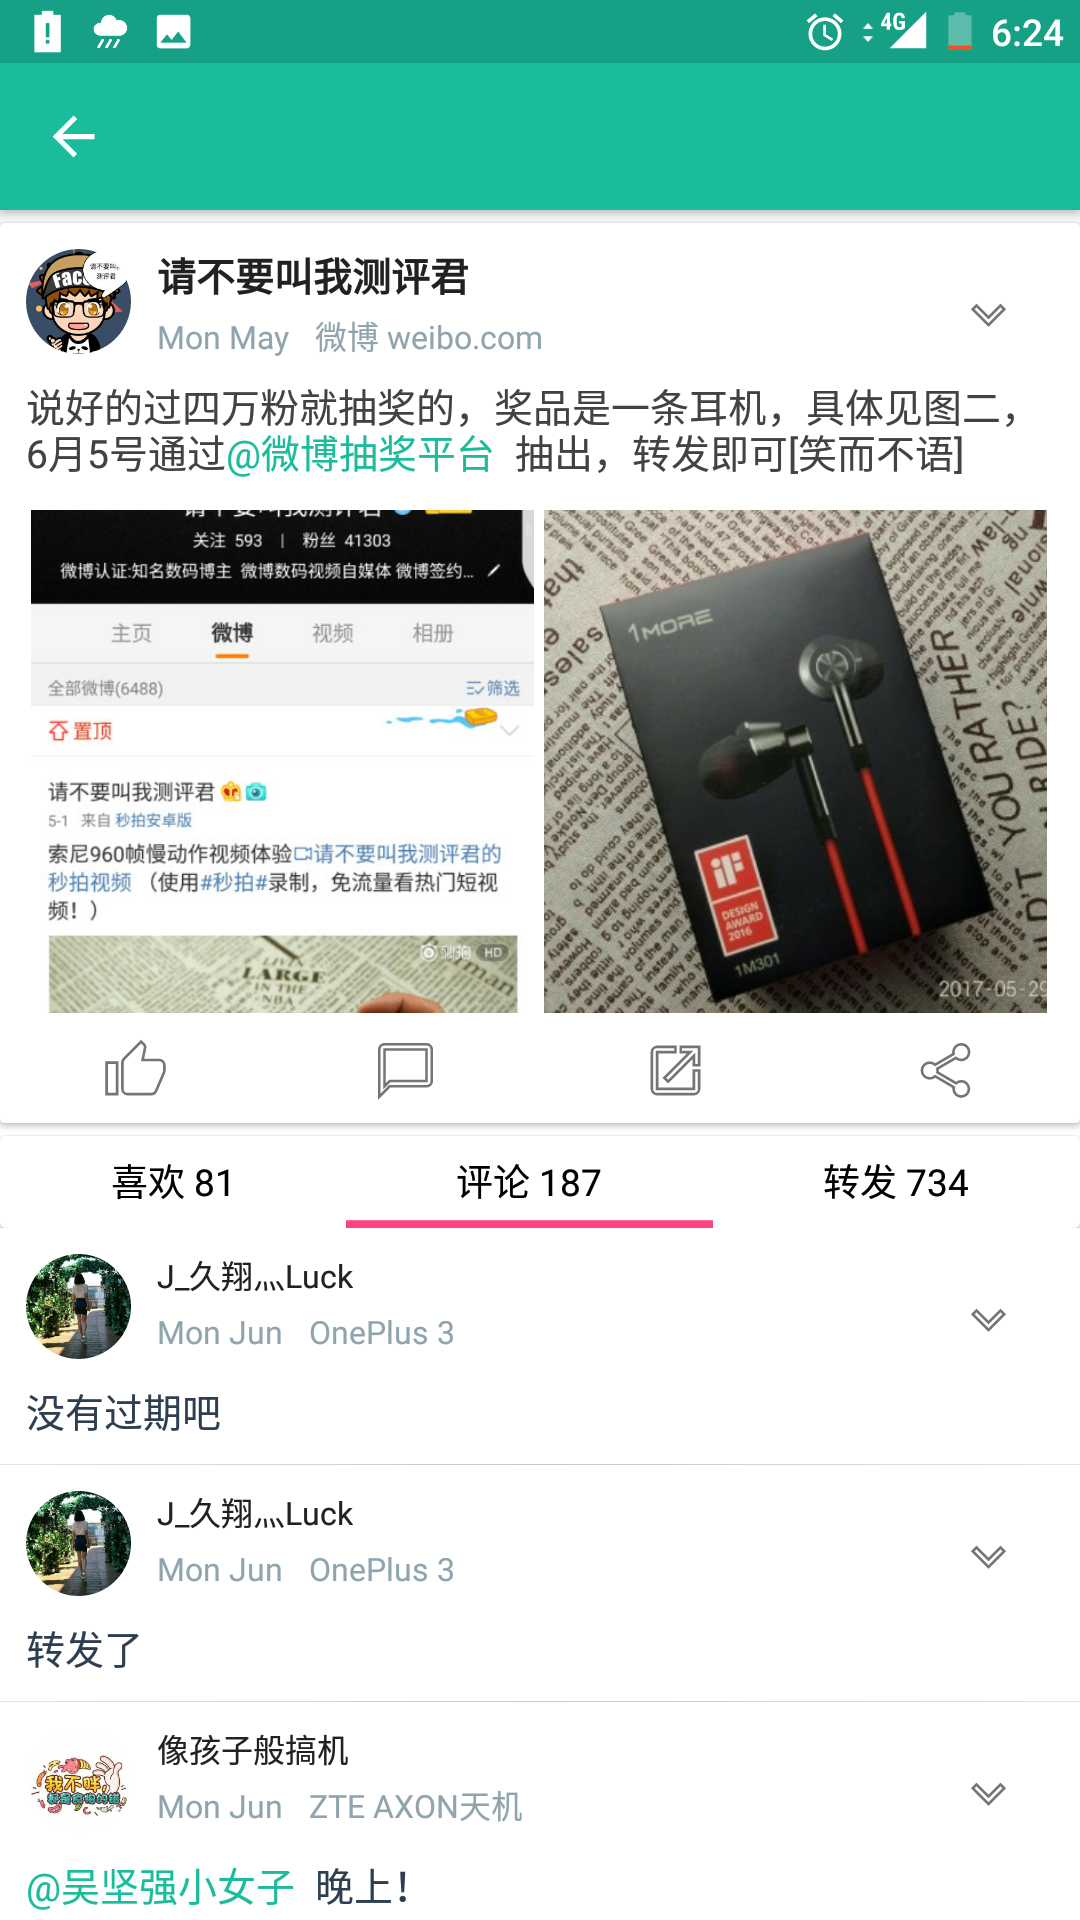 4G 6:24
请不要叫我测评君
Mon May 微博 weibo.com
说好的过四万粉就抽奖的，奖品是一条耳机，具体见图二，
6月5号通过@微博抽奖平台 抽出，转发即可[笑而不语]
关注 593 | 粉丝 41303
微博认证:知名数码博主 微博数码视频自媒体 微博签约...
主页 微博 视频 相册
全部微博(6488) 筛选
置顶
请不要叫我测评君
5-1 来自 秒拍安卓版
索尼960帧慢动作视频体验请不要叫我测评君的
秒拍视频 （使用#秒拍#录制，免流量看热门短视
频！）
秒拍 HD
LARGE
IN THE
NBA
1MORE
iF
DESIGN
AWARD
2016
1M301
YOU RATHER
RIDE?
2017-05-29
喜欢 81 评论 187 转发 734
J_久翔灬Luck
Mon Jun OnePlus 3
没有过期吧
J_久翔灬Luck
Mon Jun OnePlus 3
转发了
像孩子般搞机
Mon Jun ZTE AXON天机
@吴坚强小女子 晚上！